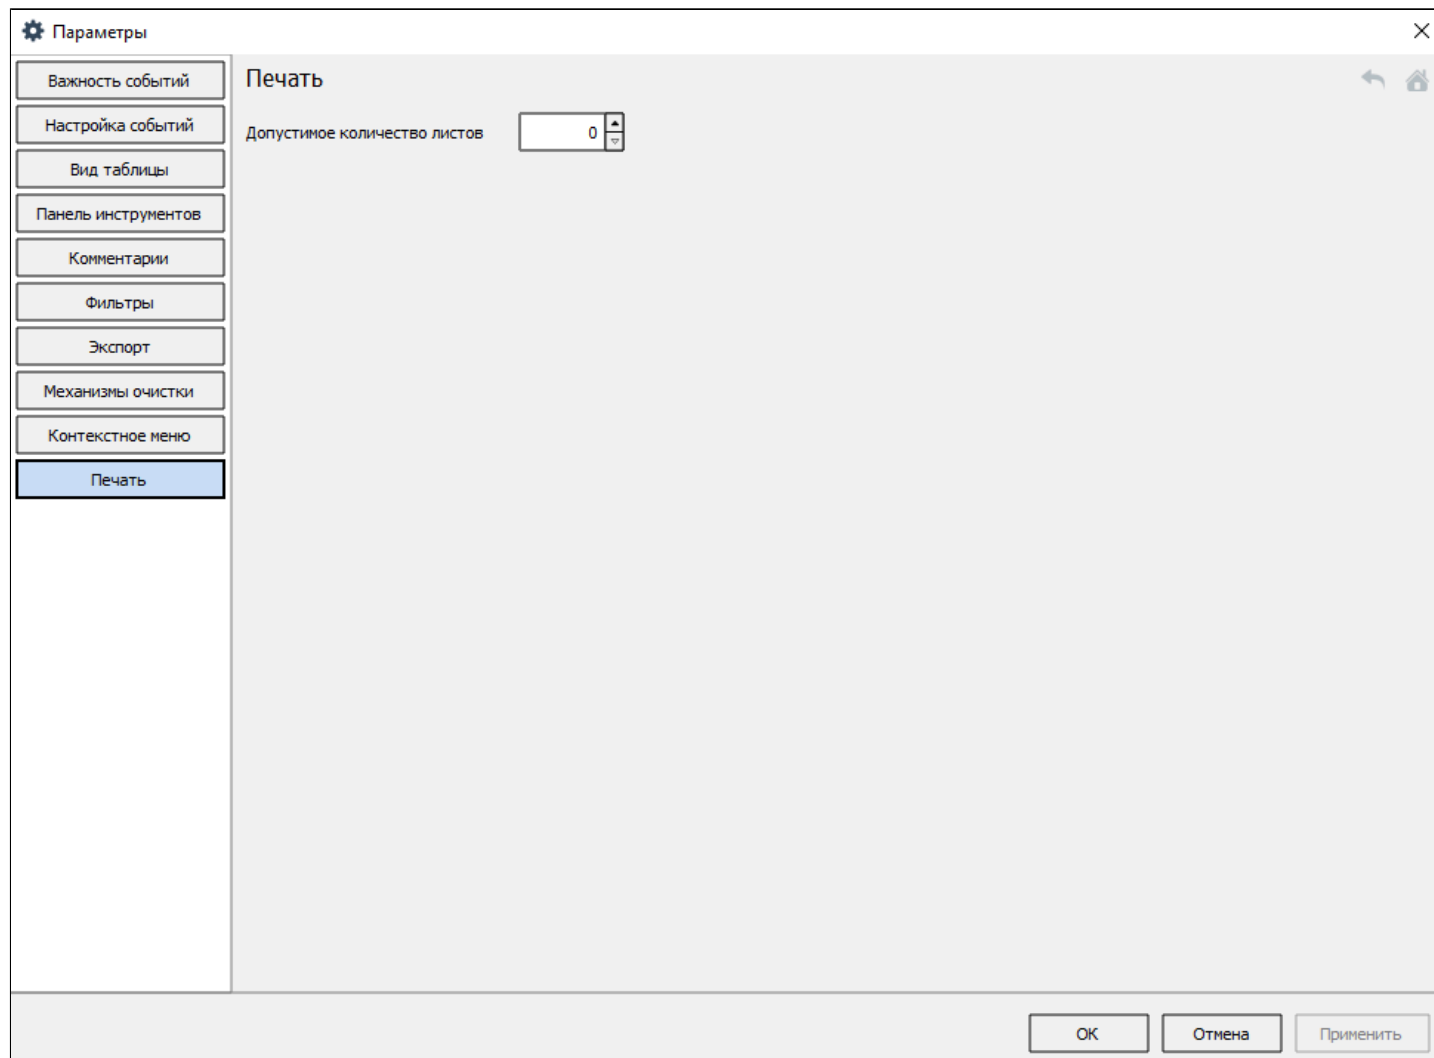 Параметры
Важность событий
Настройка событий
Вид таблицы
Панель инструментов
Комментарии
Фильтры
Экспорт
Механизмы очистки
Контекстное меню
Печать
Печать
Допустимое количество листов 0
ОК Отмена Применить